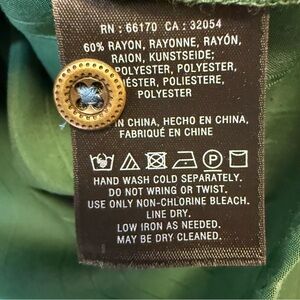 RN : 66170 CA : 32054
60% RAYON, RAYONNE, RAYÓN,
RAION, KUNSTSEIDE;
POLYESTER, POLYESTER,
POLIESTERE,
POLYESTER
IN CHINA, HECHO EN CHINA,
FABRIQUÉ EN CHINE
HAND WASH COLD SEPARATELY.
DO NOT WRING OR TWIST.
USE ONLY NON-CHLORINE BLEACH.
LINE DRY.
LOW IRON AS NEEDED.
MAY BE DRY CLEANED.